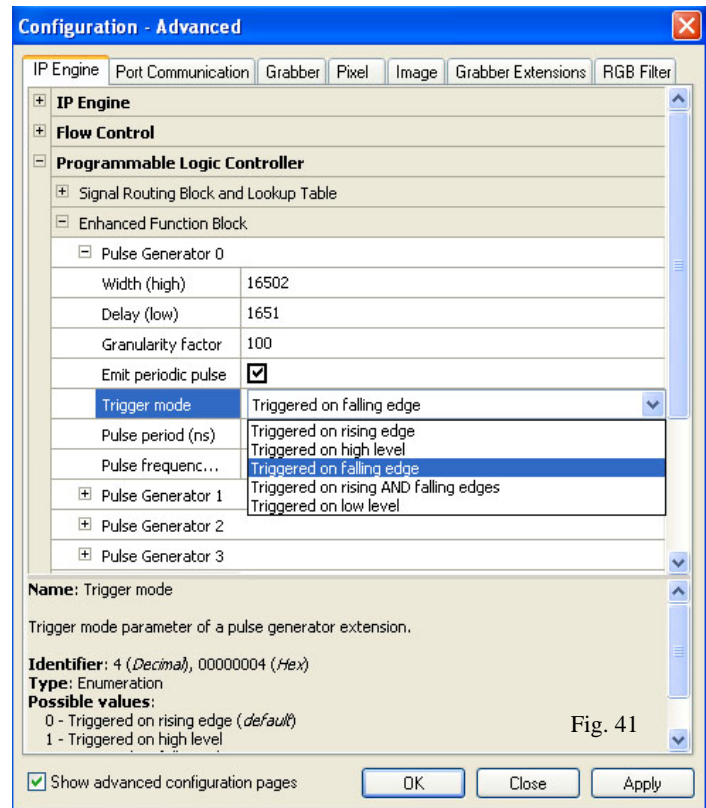 Configuration - Advanced
IP Engine Port Communication Grabber Pixel Image Grabber Extensions RGB Filter
IP Engine
Flow Control
Programmable Logic Controller
Signal Routing Block and Lookup Table
Enhanced Function Block
Pulse Generator 0
Width (high) 16502
Delay (low) 1651
Granularity factor 100
Emit periodic pulse
Trigger mode Triggered on falling edge
Pulse period (ns)
Triggered on rising edge
Triggered on high level
Pulse frequenc...
Triggered on falling edge
Triggered on rising AND falling edges
Triggered on low level
Pulse Generator 1
Pulse Generator 2
Pulse Generator 3
Name: Trigger mode
Trigger mode parameter of a pulse generator extension.
Identifier: 4 (Decimal), 00000004 (Hex)
Type: Enumeration
Possible values:
0 - Triggered on rising edge (default)
1 - Triggered on high level
Fig. 41
Show advanced configuration pages OK Close Apply